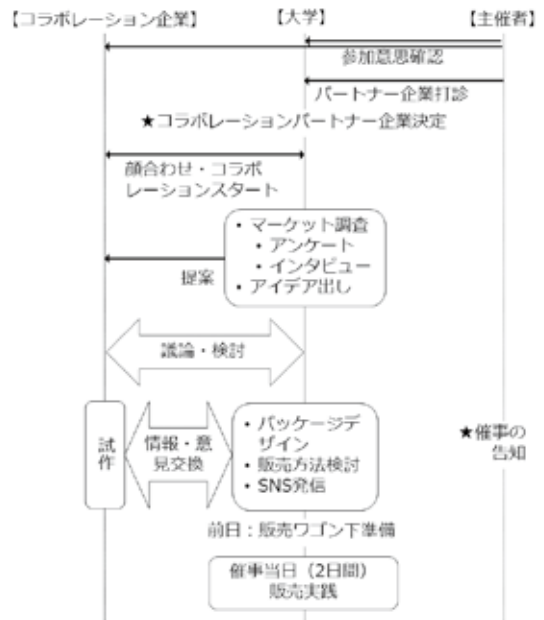 【コラボレーション企業】
【大学】
【主催者】
参加意思確認
パートナー企業打診
★コラボレーションパートナー企業決定
顔合わせ・コラボ
レーションスタート
• マーケット調査
• アンケート
• インタビュー
• アイデア出し
提案
議論・検討
試
作
情報・意
見交換
• パッケージデ
ザイン
• 販売方法検討
• SNS発信
★催事の
告知
前日：販売ワゴン下準備
催事当日（2日間）
販売実践